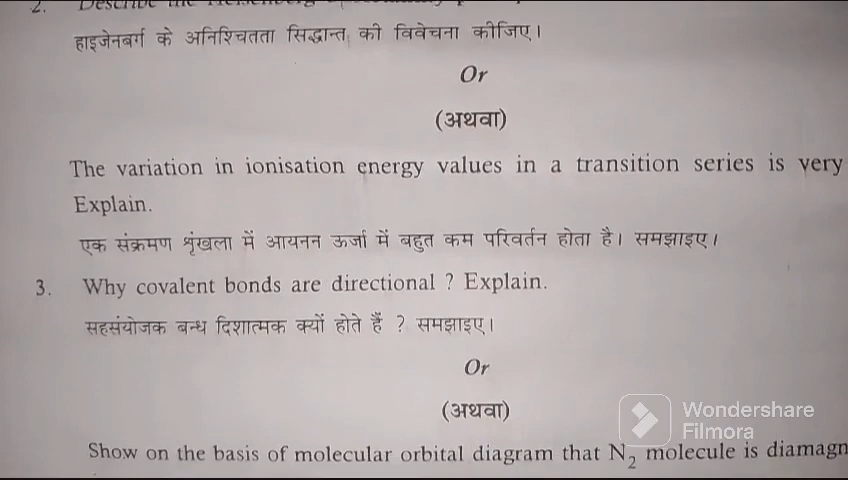 2. Describe the
हाइजेनबर्ग के अनिश्चितता सिद्धान्त की विवेचना कीजिए।
Or
(अथवा)
The variation in ionisation energy values in a transition series is very
Explain.
एक संक्रमण श्रृंखला में आयनन ऊर्जा में बहुत कम परिवर्तन होता है। समझाइए।
3. Why covalent bonds are directional ? Explain.
सहसंयोजक बन्ध दिशात्मक क्यों होते हैं ? समझाइए।
Or
(अथवा)
Wondershare
Filmora
Show on the basis of molecular orbital diagram that N₂ molecule is diamagn